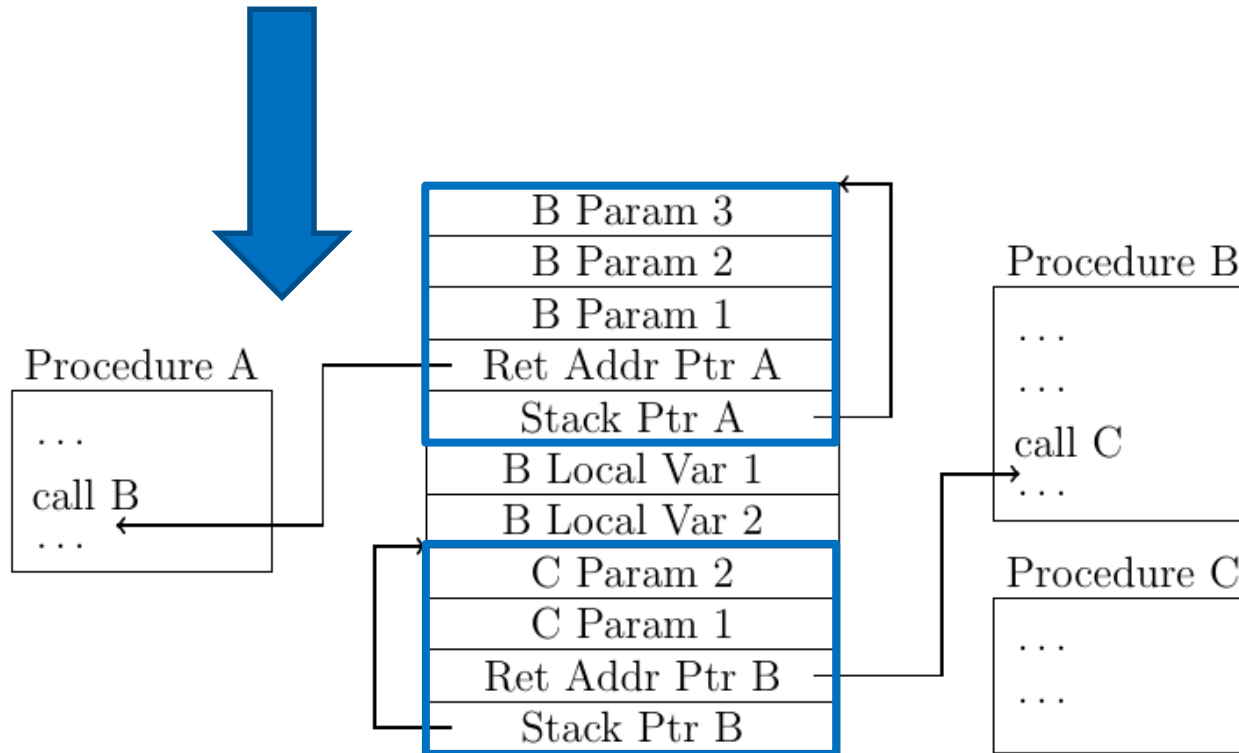 Procedure A
. . .
call B
. . .
B Param 3
B Param 2
B Param 1
Ret Addr Ptr A
Stack Ptr A
B Local Var 1
B Local Var 2
C Param 2
C Param 1
Ret Addr Ptr B
Stack Ptr B
Procedure B
. . .
. . .
call C
. . .
Procedure C
. . .
. . .